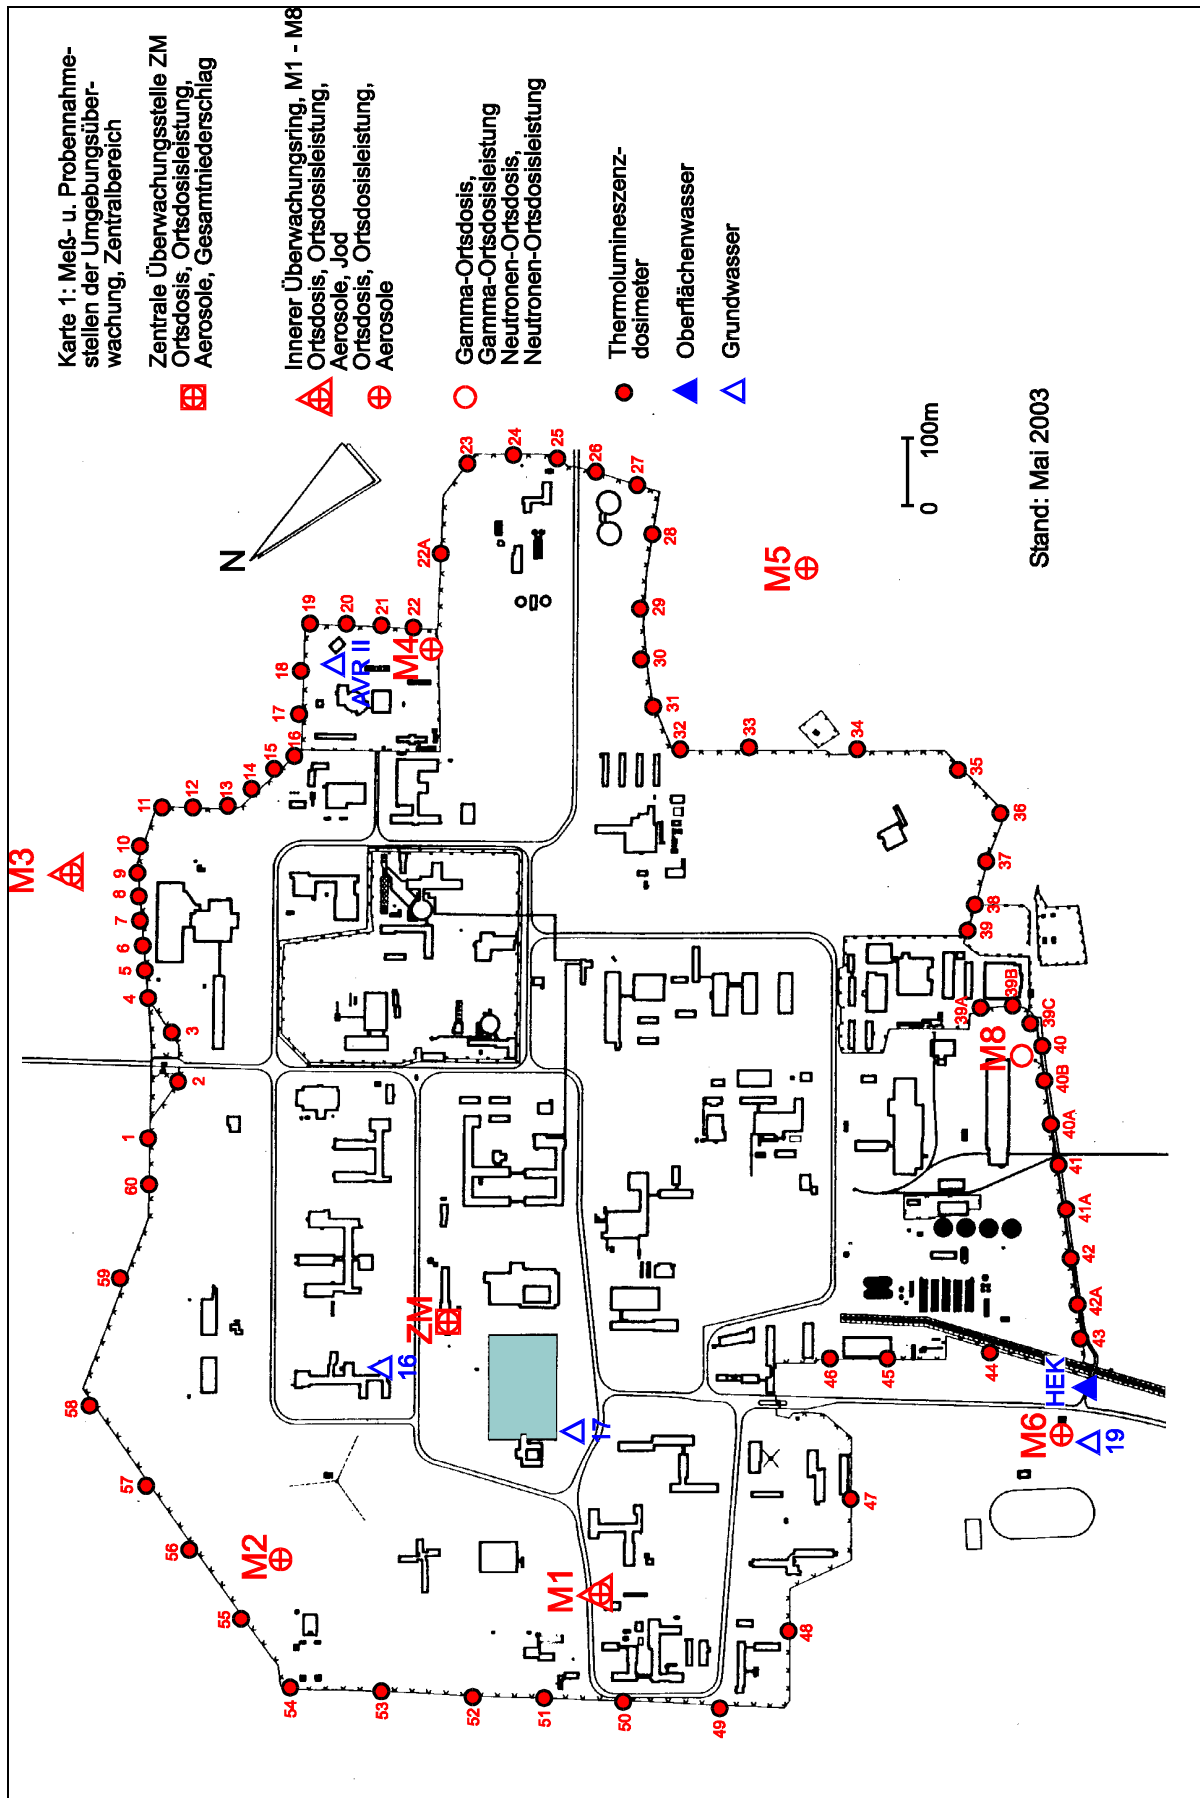 Karte 1: Meß- u. Probennahme-
stellen der Umgebungsüber-
wachung, Zentralbereich
Zentrale Überwachungsstelle ZM
Ortsdosis, Ortsdosisleistung,
Aerosole, Gesamtniederschlag
Innerer Überwachungsring, M1 - M8
Ortsdosis, Ortsdosisleistung,
Aerosole, Jod
Ortsdosis, Ortsdosisleistung,
Aerosole
Gamma-Ortsdosis,
Gamma-Ortsdosisleistung
Neutronen-Ortsdosis,
Neutronen-Ortsdosisleistung
Thermolumineszenz-
dosimeter
Oberflächenwasser
Grundwasser
N
0 100m
Stand: Mai 2003
M1
M2
M3
M4
M5
M6
M8
ZM
AVR II
HEK
16
17
19
1
2
3
4
5
6
7
8
9
10
11
12
13
14
15
16
17
18
19
20
21
22
22A
23
24
25
26
27
28
29
30
31
32
33
34
35
36
37
38
39
39A
39B
39C
40
40B
40A
41
41A
42
42A
43
44
45
46
47
48
49
50
51
52
53
54
55
56
57
58
59
60